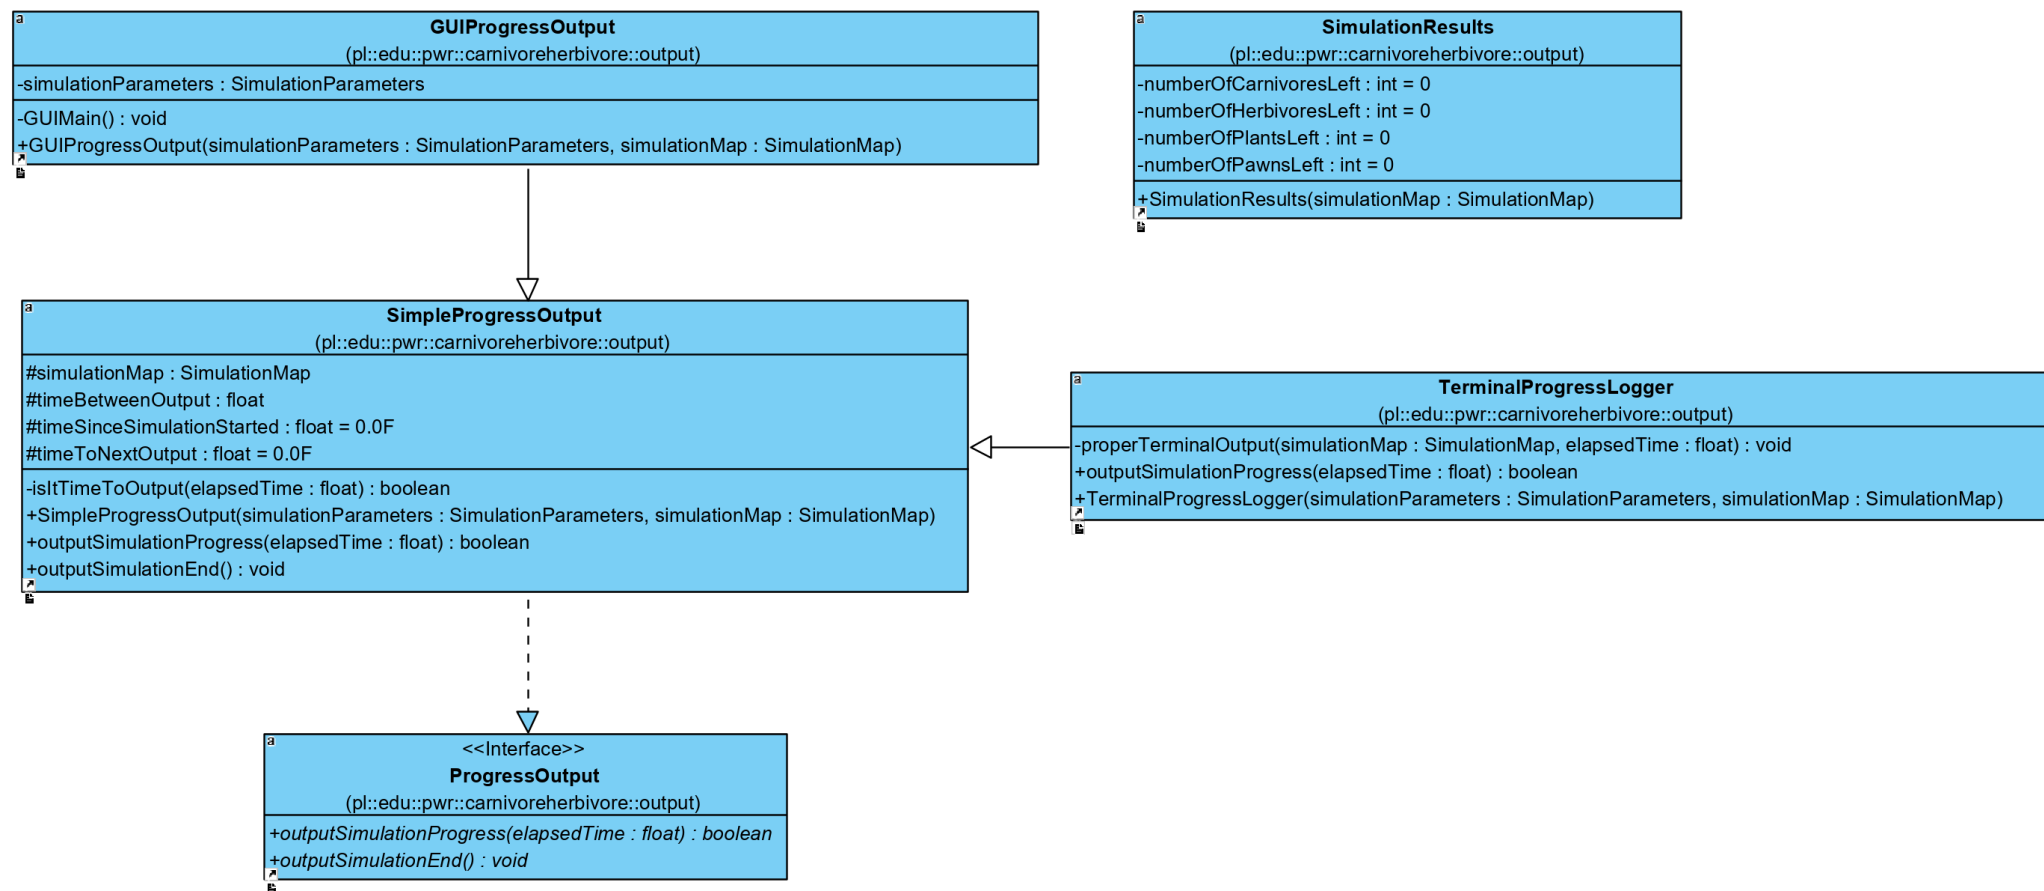 a
GUIProgressOutput
(pl::edu::pwr::carnivoreherbivore::output)
-simulationParameters : SimulationParameters
-GUIMain() : void
+GUIProgressOutput(simulationParameters : SimulationParameters, simulationMap : SimulationMap)
a
SimulationResults
(pl::edu::pwr::carnivoreherbivore::output)
-numberOfCarnivoresLeft : int = 0
-numberOfHerbivoresLeft : int = 0
-numberOfPlantsLeft : int = 0
-numberOfPawnsLeft : int = 0
+SimulationResults(simulationMap : SimulationMap)
a
SimpleProgressOutput
(pl::edu::pwr::carnivoreherbivore::output)
#simulationMap : SimulationMap
#timeBetweenOutput : float
#timeSinceSimulationStarted : float = 0.0F
#timeToNextOutput : float = 0.0F
-isItTimeToOutput(elapsedTime : float) : boolean
+SimpleProgressOutput(simulationParameters : SimulationParameters, simulationMap : SimulationMap)
+outputSimulationProgress(elapsedTime : float) : boolean
+outputSimulationEnd() : void
a
TerminalProgressLogger
(pl::edu::pwr::carnivoreherbivore::output)
-properTerminalOutput(simulationMap : SimulationMap, elapsedTime : float) : void
+outputSimulationProgress(elapsedTime : float) : boolean
+TerminalProgressLogger(simulationParameters : SimulationParameters, simulationMap : SimulationMap)
a
<<Interface>>
ProgressOutput
(pl::edu::pwr::carnivoreherbivore::output)
+outputSimulationProgress(elapsedTime : float) : boolean
+outputSimulationEnd() : void